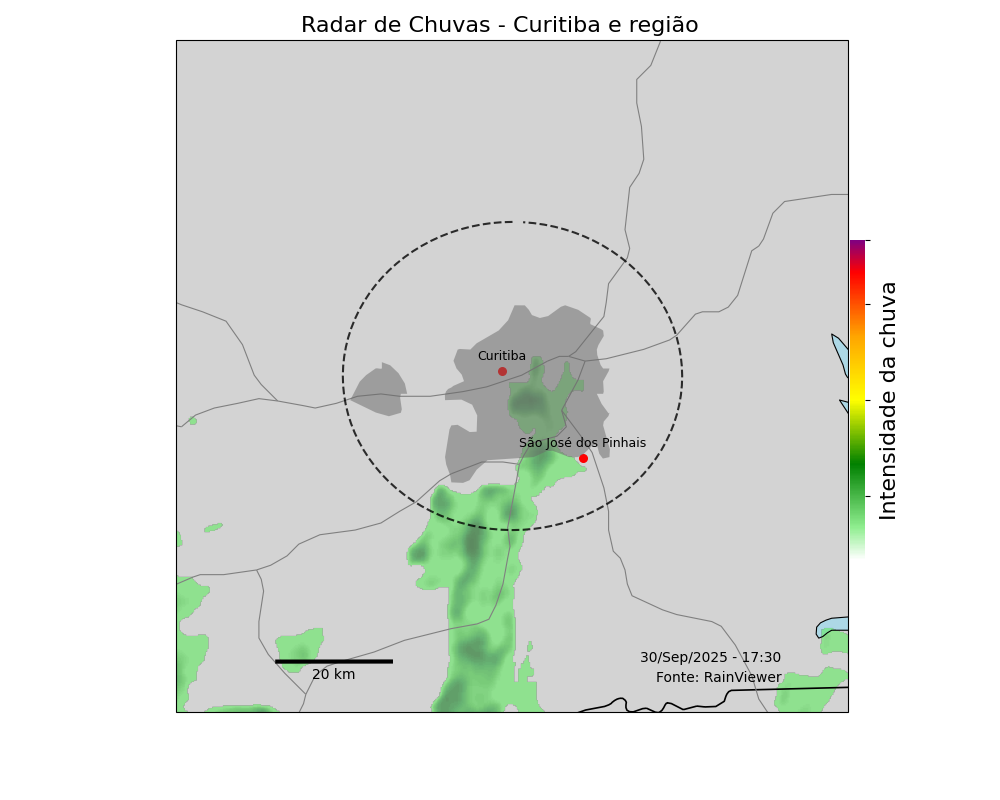 Radar de Chuvas - Curitiba e região
Curitiba
São José dos Pinhais
Intensidade da chuva
20 km
30/Sep/2025 - 17:30
Fonte: RainViewer